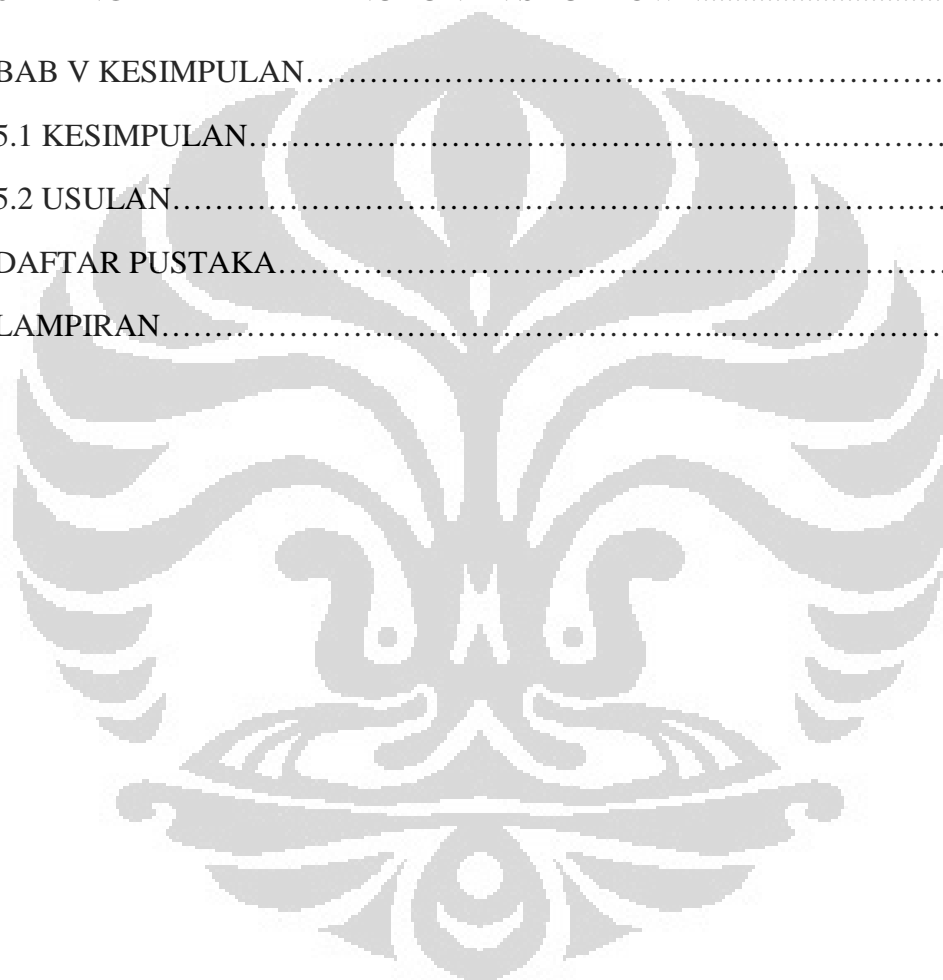 BAB V KESIMPULAN……………………………………………………………
5.1 KESIMPULAN………………………………………………..…………
5.2 USULAN…………………………………………………………………….…
DAFTAR PUSTAKA……………………………………………………………
LAMPIRAN…………………………………………………..……………………